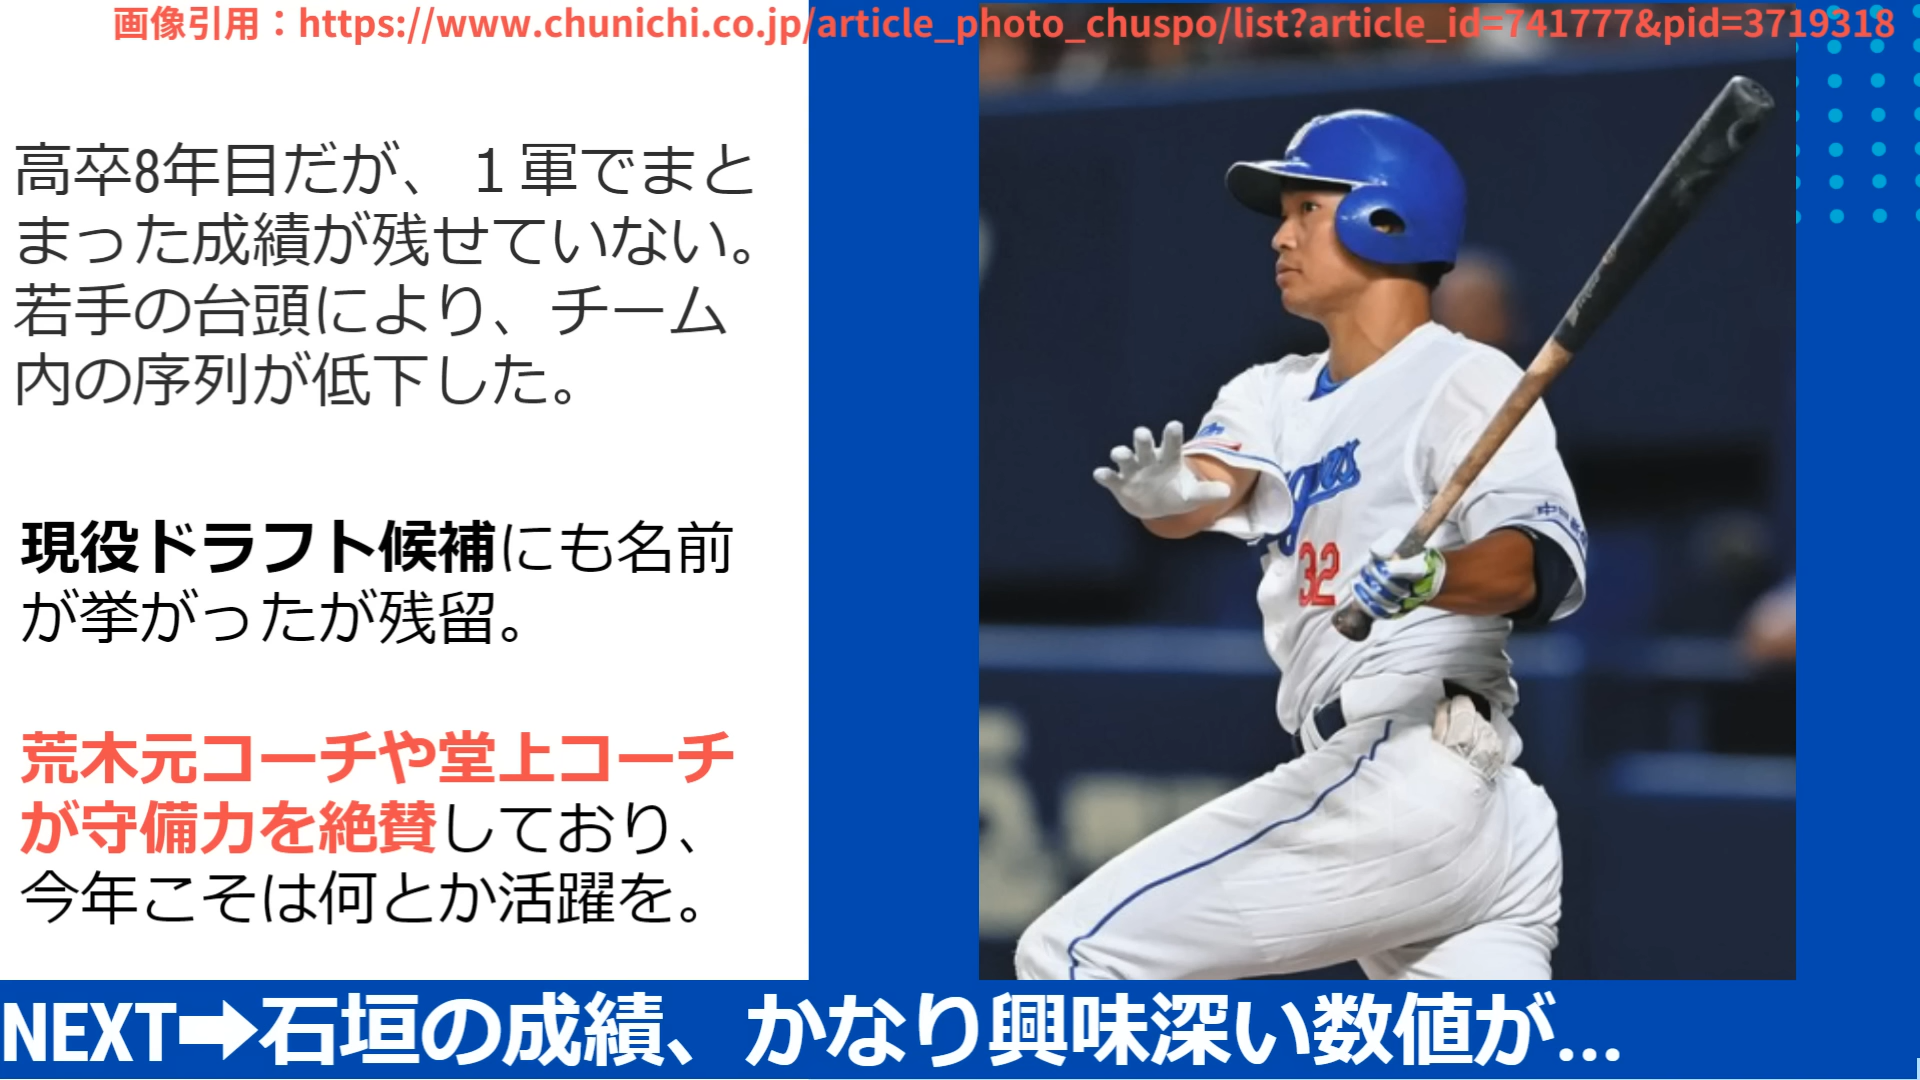 画像引用：https://www.chunichi.co.jp/article_photo_chuspo/list?article_id=741777&pid=3719318
高卒8年目だが、１軍でまと
まった成績が残せていない。
若手の台頭により、チーム
内の序列が低下した。
現役ドラフト候補にも名前
が挙がったが残留。
荒木元コーチや堂上コーチ
が守備力を絶賛しており、
今年こそは何とか活躍を。
32
NEXT➡石垣の成績、かなり興味深い数値が...